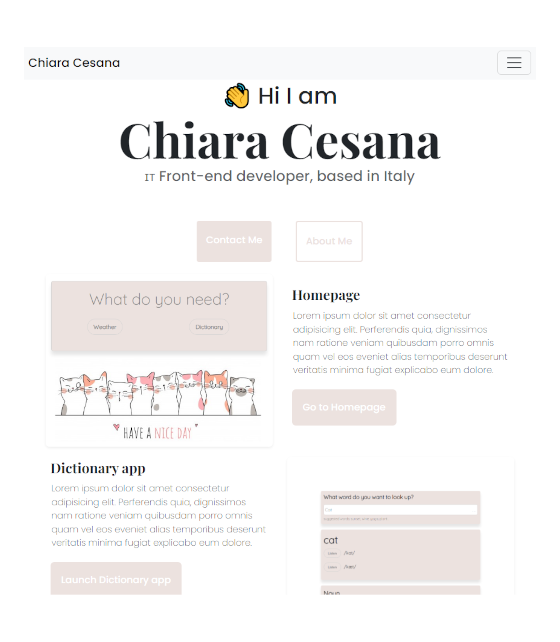 Chiara Cesana
👋 Hi I am
Chiara Cesana
IT Front-end developer, based in Italy
Contact Me
About Me
What do you need?
Weather
Dictionary
HAVE A NICE DAY
Homepage
Lorem ipsum dolor sit amet consectetur
adipisicing elit. Perferendis quia, dignissimos
nam ratione veniam quibusdam porro omnis
quam vel eos eveniet alias temporibus deserunt
veritatis minima fugiat explicabo eum dolore.
Go to Homepage
Dictionary app
Lorem ipsum dolor sit amet consectetur
adipisicing elit. Perferendis quia, dignissimos
nam ratione veniam quibusdam porro omnis
quam vel eos eveniet alias temporibus deserunt
veritatis minima fugiat explicabo eum dolore.
Launch Dictionary app
What word do you want to look up?
cat
Noun